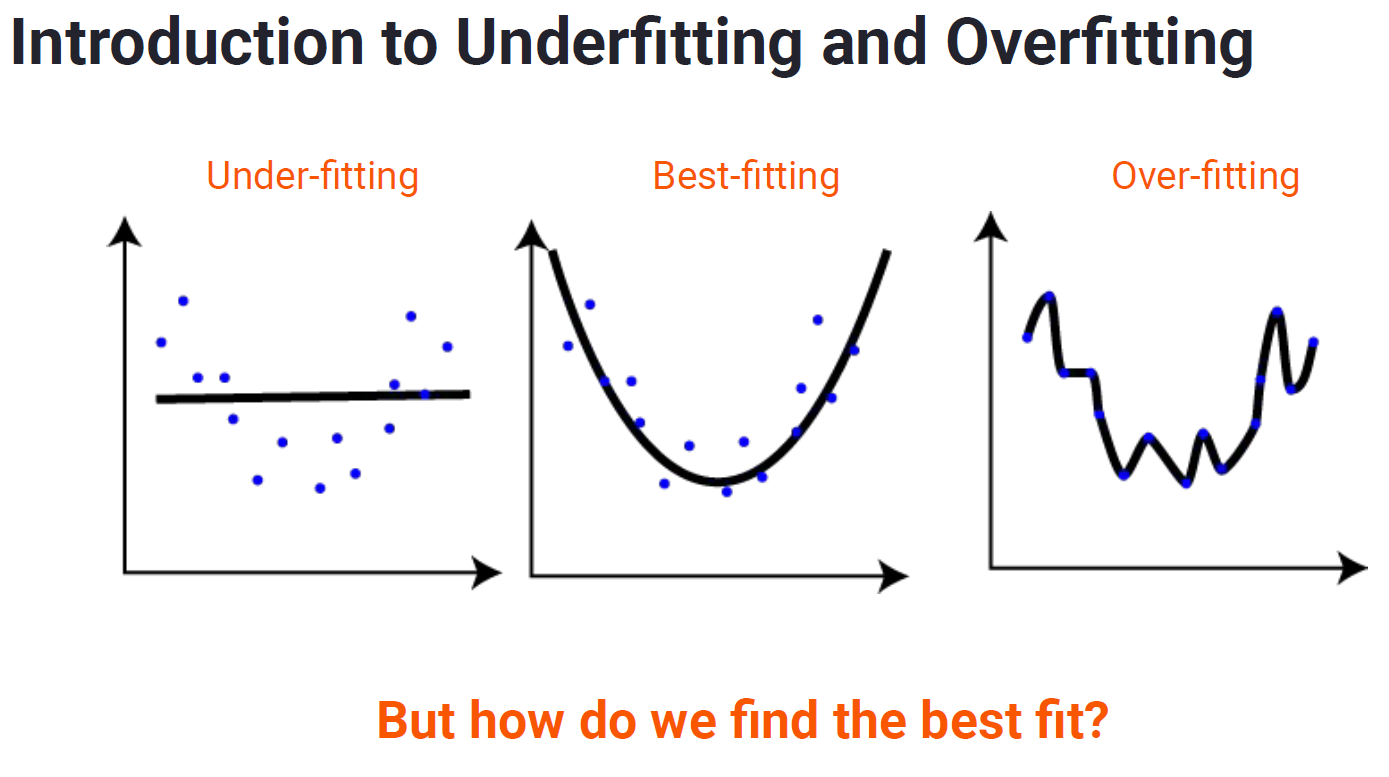 Introduction to Underfitting and Overfitting
Under-fitting
Best-fitting
Over-fitting
But how do we find the best fit?